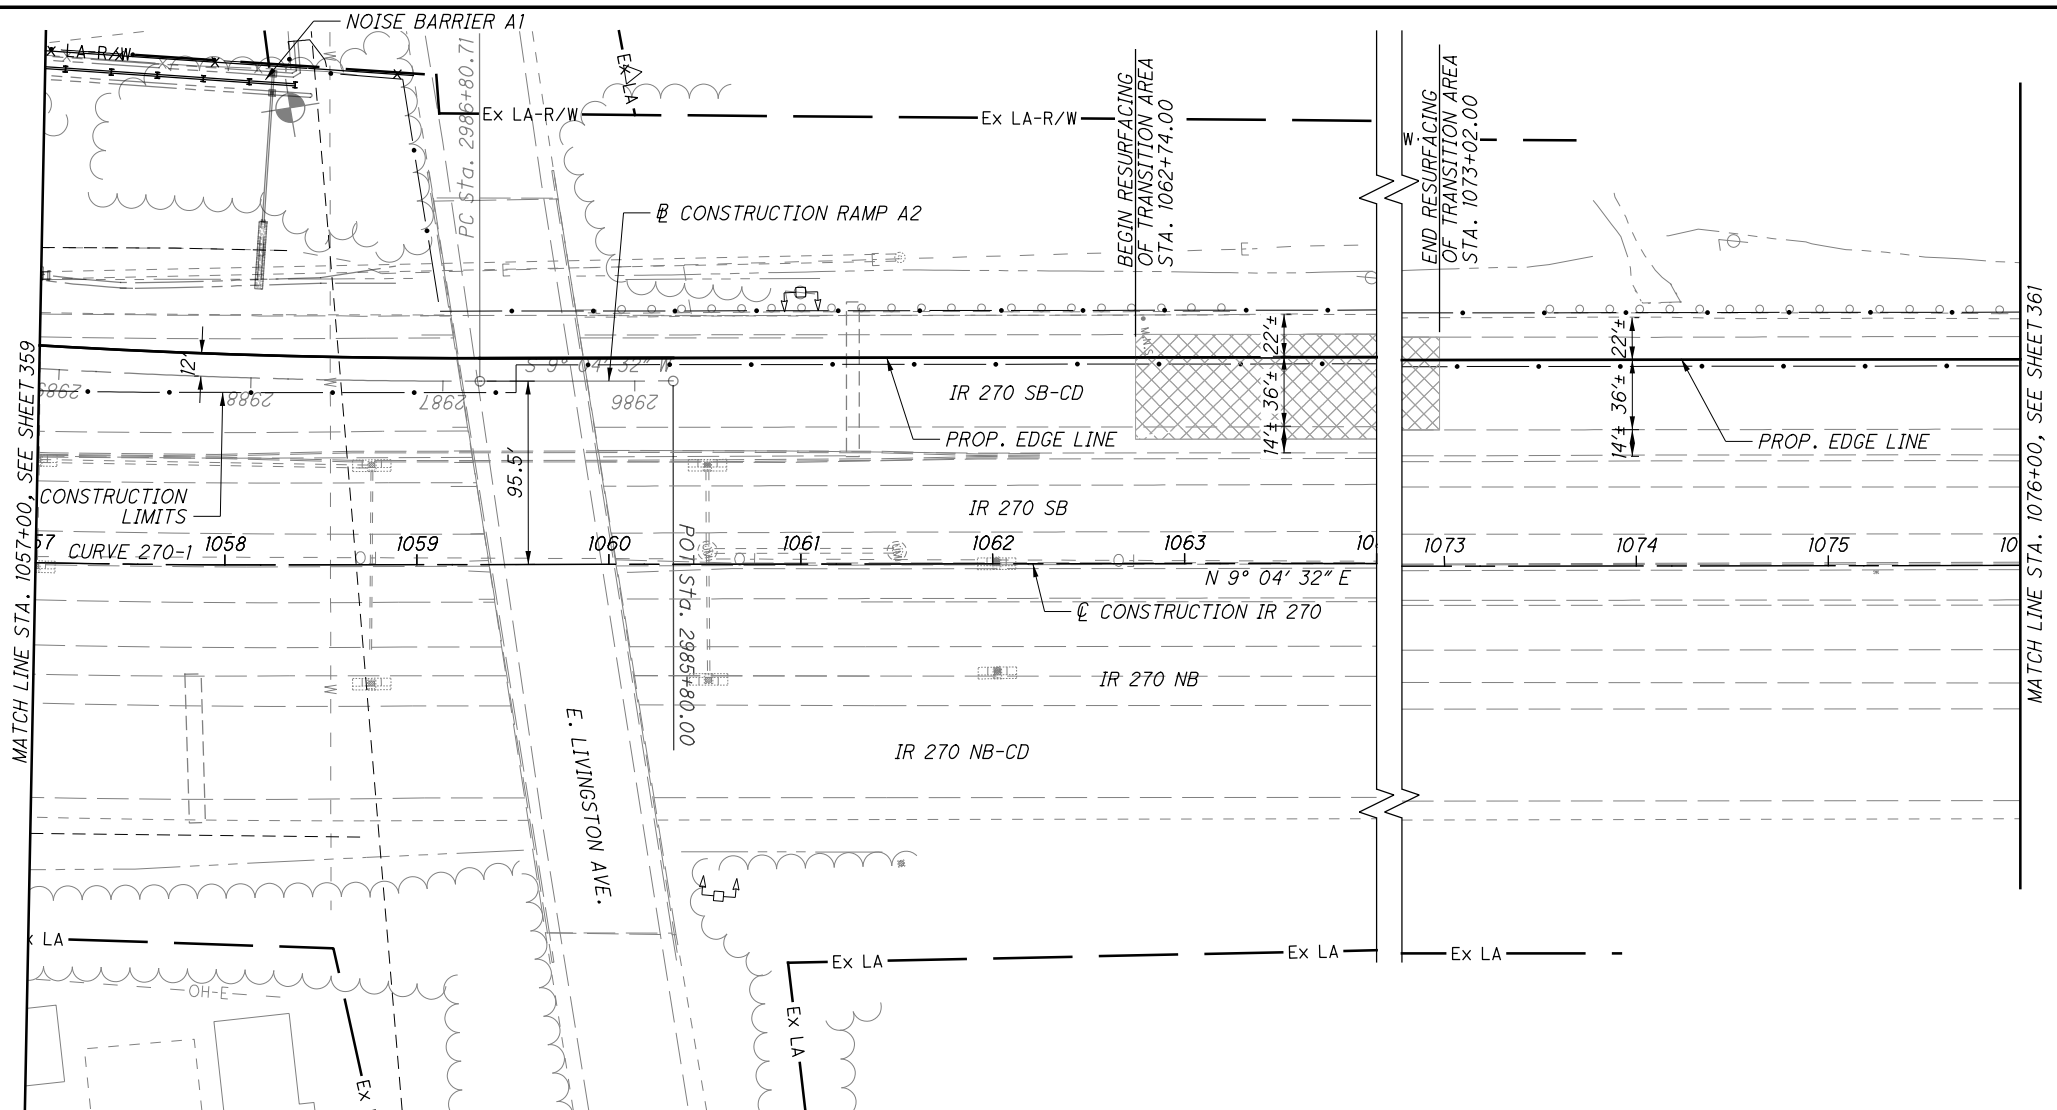 NOISE BARRIER A1
x LA-R/W
PC Sta. 2986+80.71
Ex LA
Ex LA-R/W
Ex LA-R/W
W
BEGIN RESURFACING
OF TRANSITION AREA
STA. 1062+74.00
END RESURFACING
OF TRANSITION AREA
STA. 1073+02.00
℄ CONSTRUCTION RAMP A2
E
E
E
12'
S 9° 04' 32" W
2988
2987
2986
IR 270 SB-CD
PROP. EDGE LINE
22'±
36'±
14'±
22'±
36'±
14'±
PROP. EDGE LINE
MATCH LINE STA. 1057+00, SEE SHEET 359
MATCH LINE STA. 1076+00, SEE SHEET 361
CONSTRUCTION
LIMITS
95.5'
IR 270 SB
57
CURVE 270-1
1058
1059
1060
1061
1062
1063
10
1073
1074
1075
10
N 9° 04' 32" E
℄ CONSTRUCTION IR 270
POT Sta. 2985+80.00
IR 270 NB
IR 270 NB-CD
W
W
W
E. LIVINGSTON AVE.
x LA
Ex LA
Ex LA
Ex LA
OH-E
Ex
Ex LA